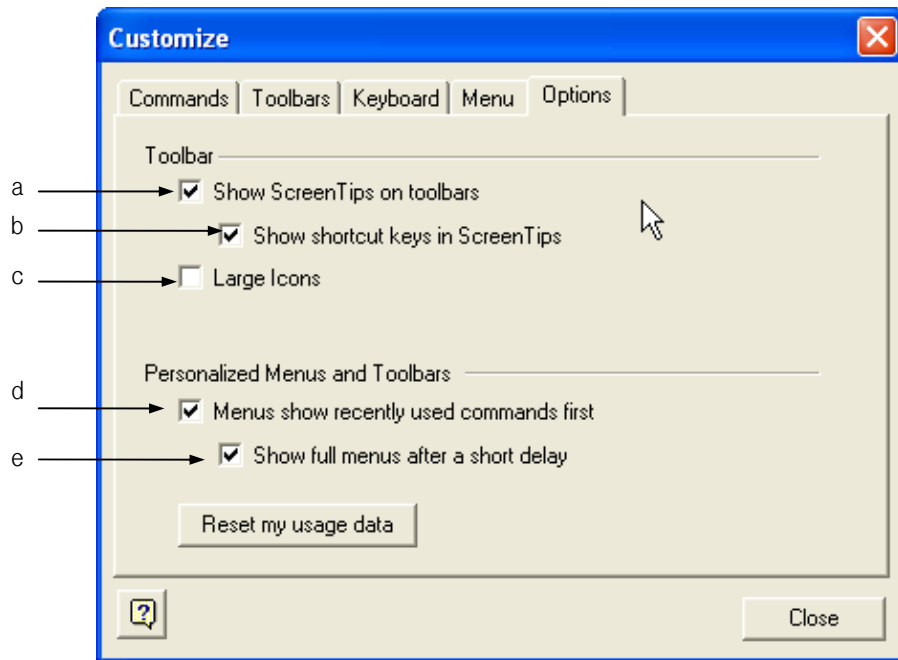 Customize
Commands Toolbars Keyboard Menu Options
Toolbar
a Show ScreenTips on toolbars
b Show shortcut keys in ScreenTips
c Large Icons
Personalized Menus and Toolbars
d Menus show recently used commands first
e Show full menus after a short delay
Reset my usage data
? Close